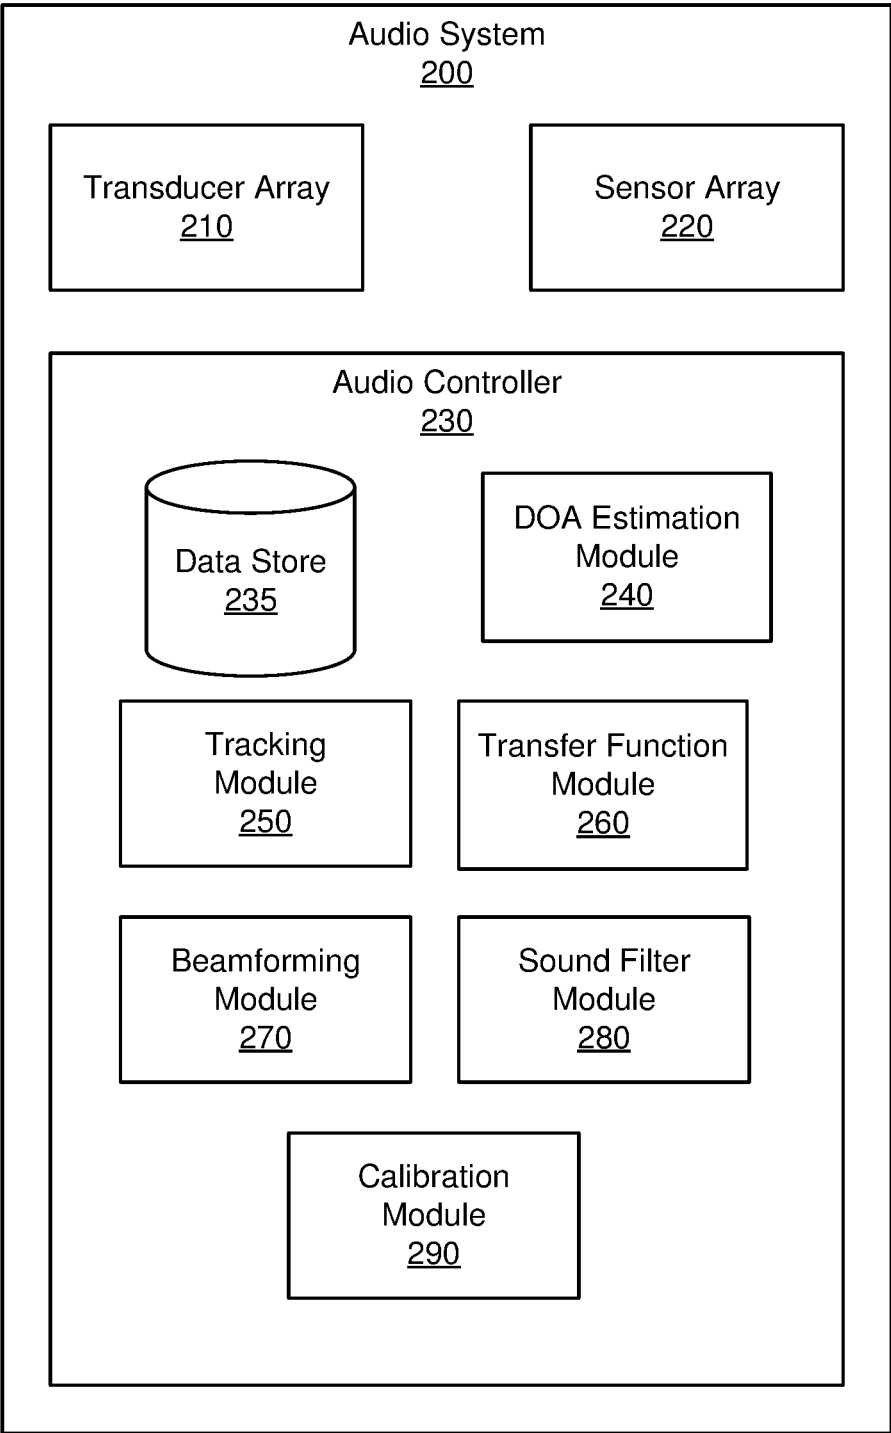 Audio System
200
Transducer Array
210
Sensor Array
220
Audio Controller
230
Data Store
235
DOA Estimation
Module
240
Tracking
Module
250
Transfer Function
Module
260
Beamforming
Module
270
Sound Filter
Module
280
Calibration
Module
290